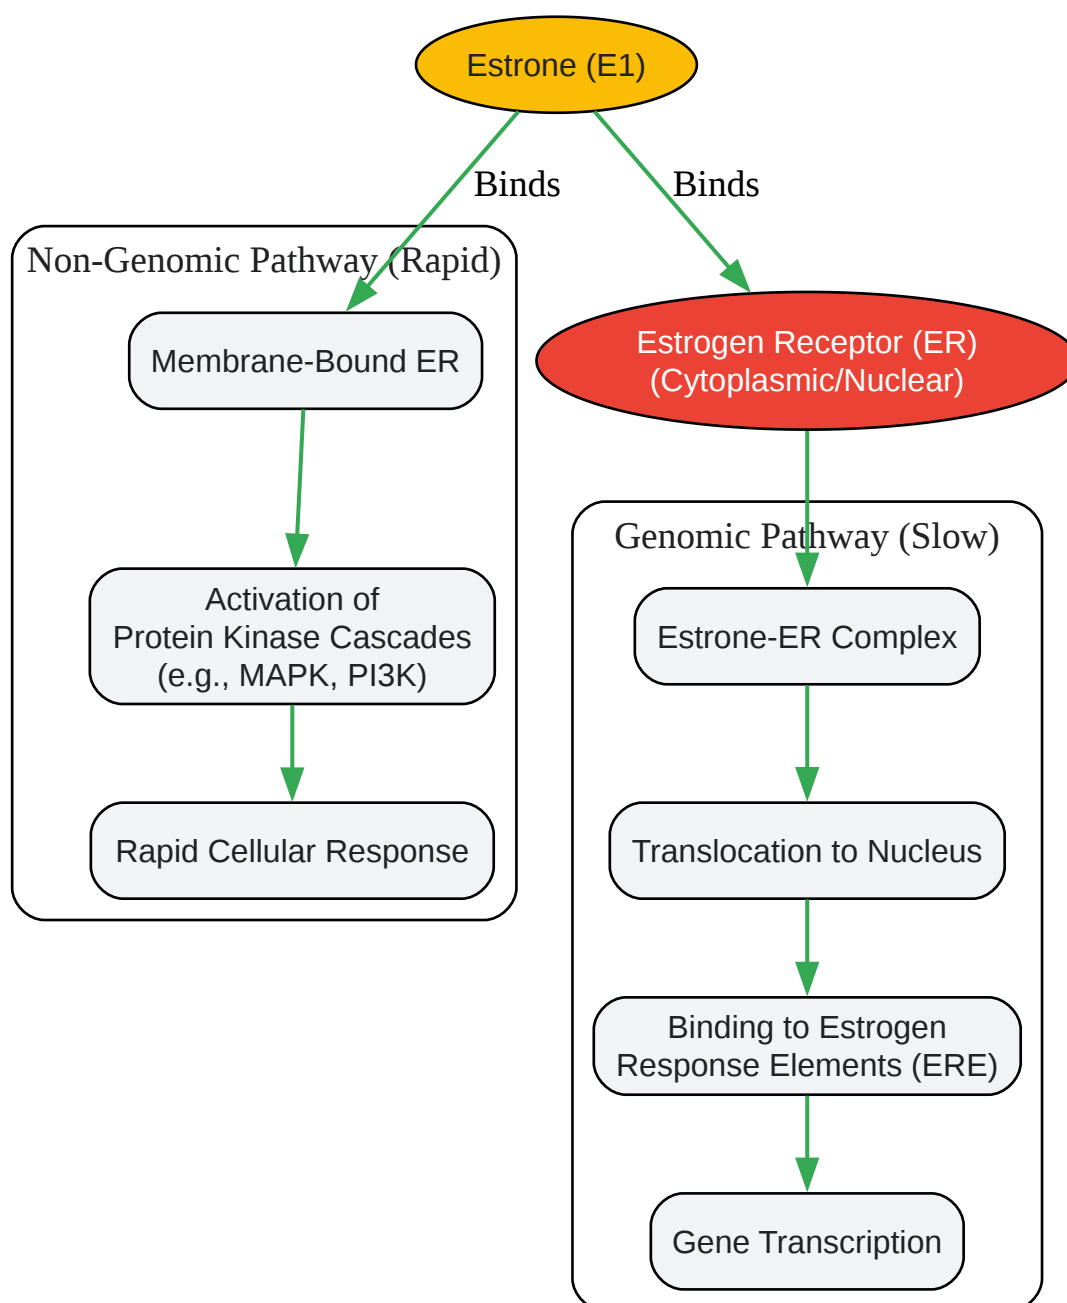 Estrone (E1)
Binds
Binds
Non-Genomic Pathway (Rapid)
Membrane-Bound ER
Activation of
Protein Kinase Cascades
(e.g., MAPK, PI3K)
Rapid Cellular Response
Estrogen Receptor (ER)
(Cytoplasmic/Nuclear)
Genomic Pathway (Slow)
Estrone-ER Complex
Translocation to Nucleus
Binding to Estrogen
Response Elements (ERE)
Gene Transcription